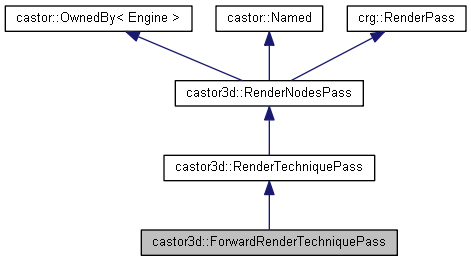 castor::OwnedBy< Engine >
castor::Named
crg::RenderPass
castor3d::RenderNodesPass
castor3d::RenderTechniquePass
castor3d::ForwardRenderTechniquePass